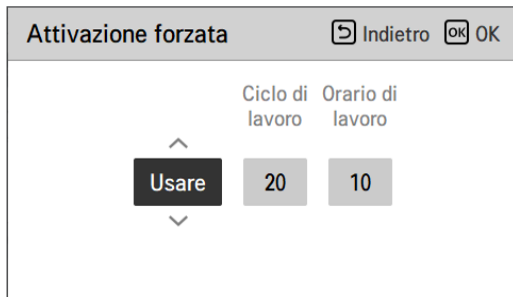 Attivazione forzata Indietro OK OK
Ciclo di Orario di
lavoro lavoro
Usare 20 10